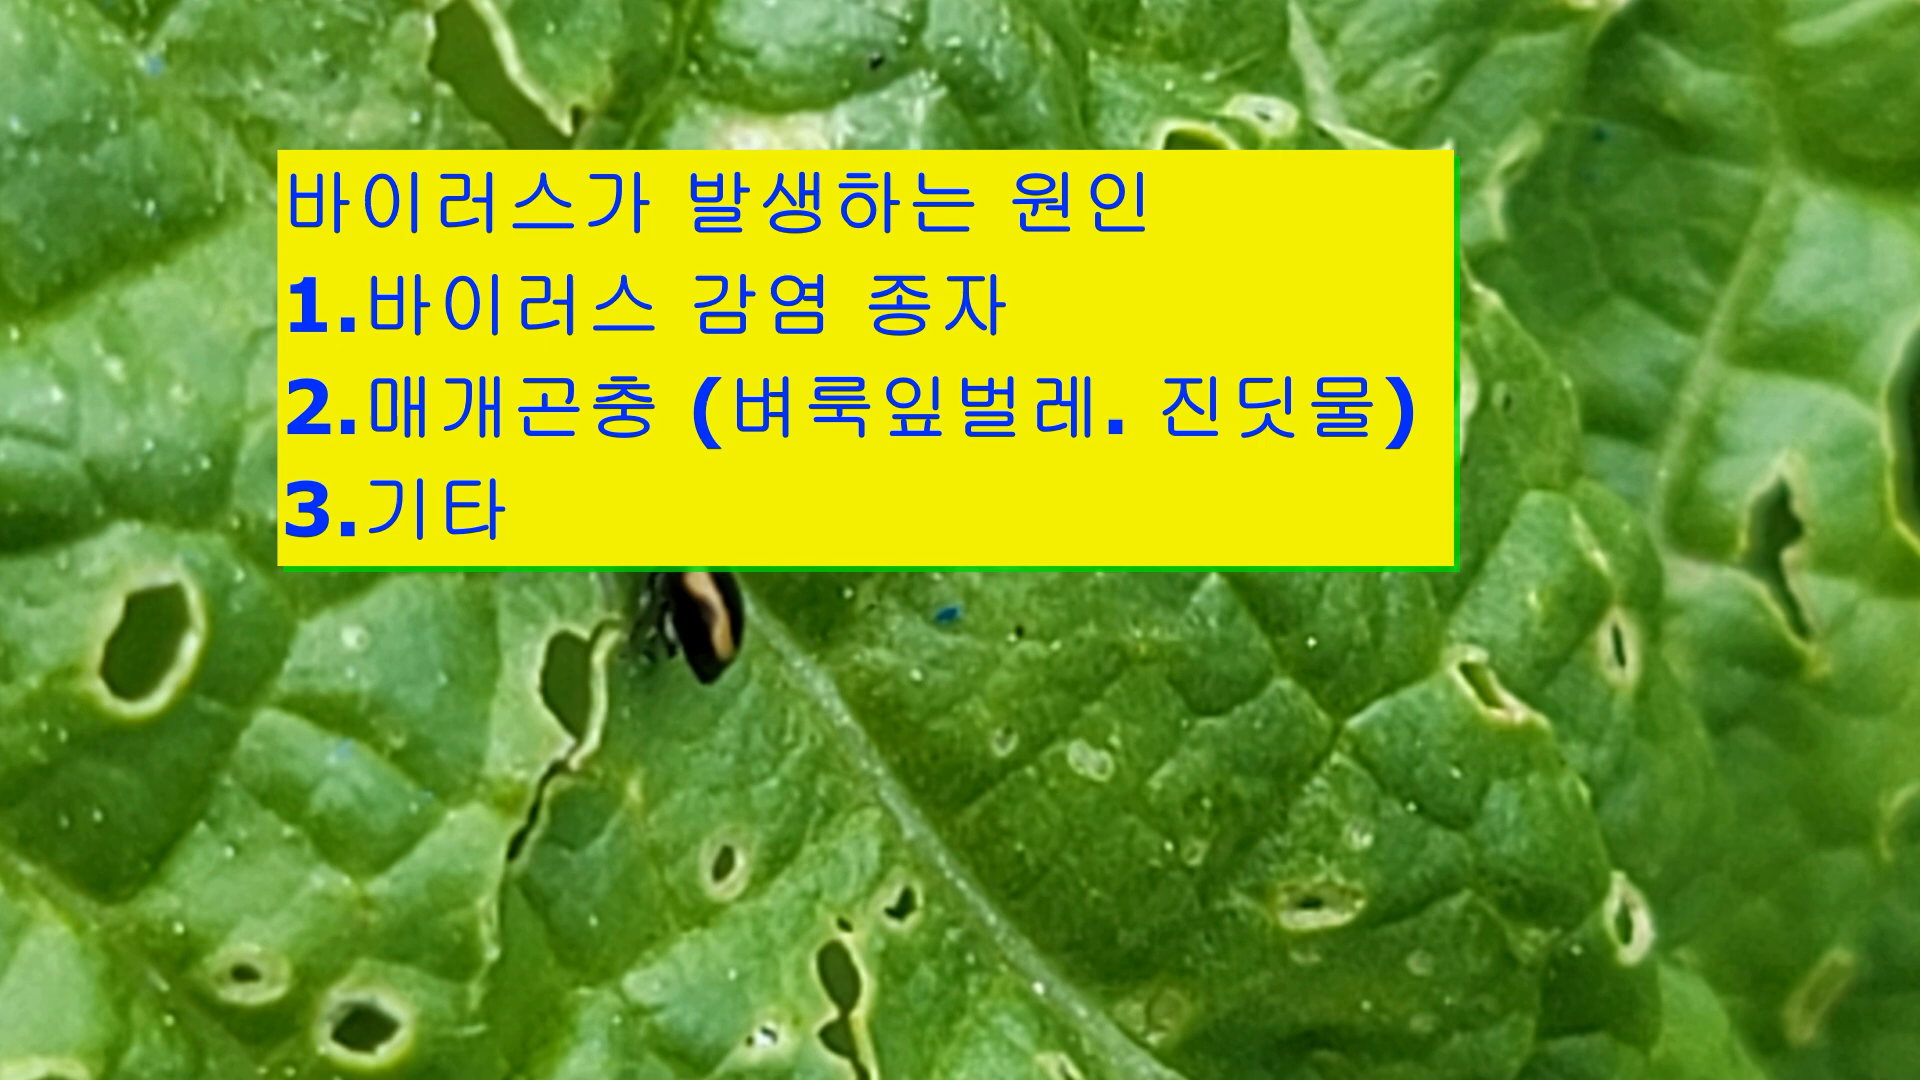 바이러스가 발생하는 원인
1.바이러스 감염 종자
2.매개곤충 (벼룩잎벌레. 진딧물)
3.기타